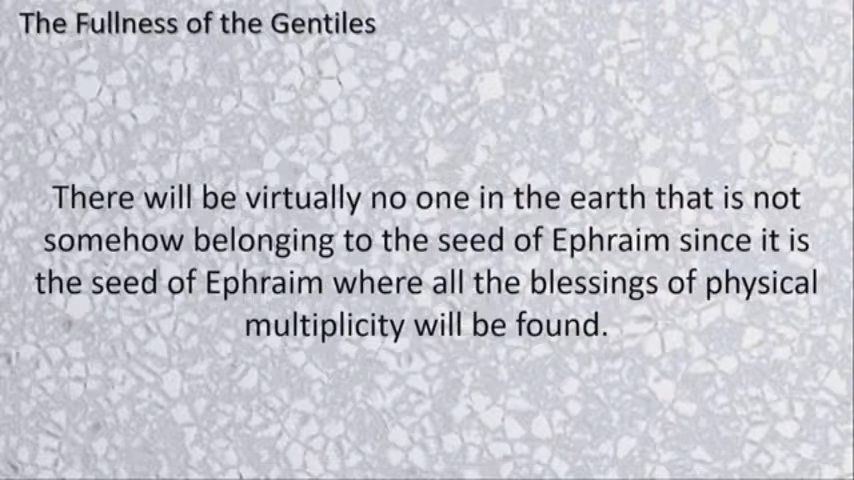 The Fullness of the Gentiles
There will be virtually no one in the earth that is not
somehow belonging to the seed of Ephraim since it is
the seed of Ephraim where all the blessings of physical
multiplicity will be found.